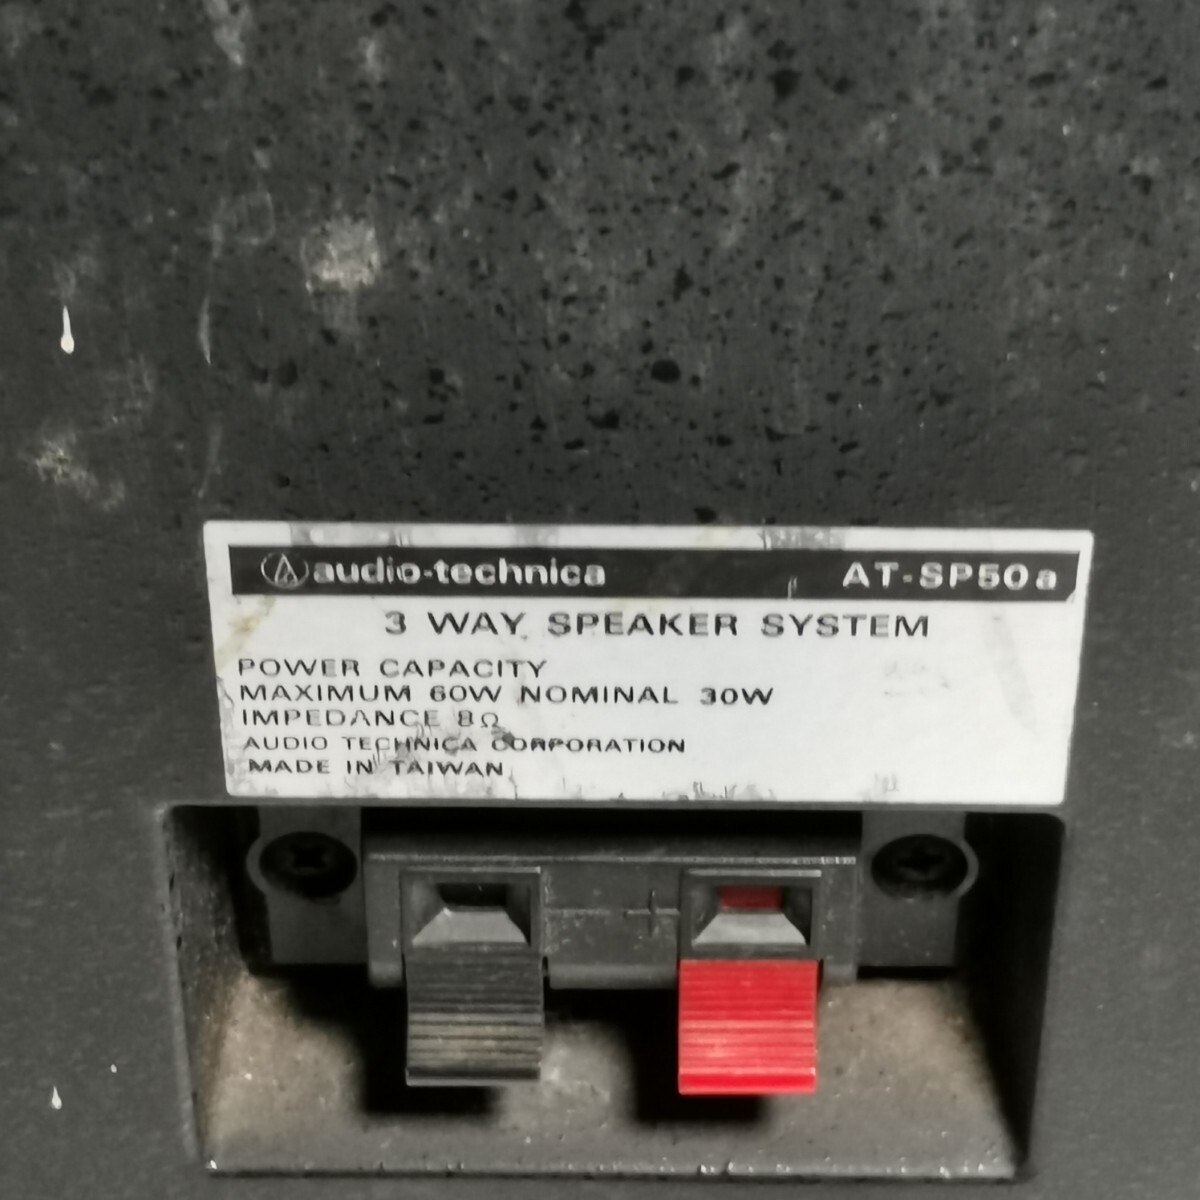 audio-technica AT-SP50a
3 WAY SPEAKER SYSTEM
POWER CAPACITY
MAXIMUM 60W NOMINAL 30W
IMPEDANCE 8Ω
AUDIO TECHNICA CORPORATION
MADE IN TAIWAN
+